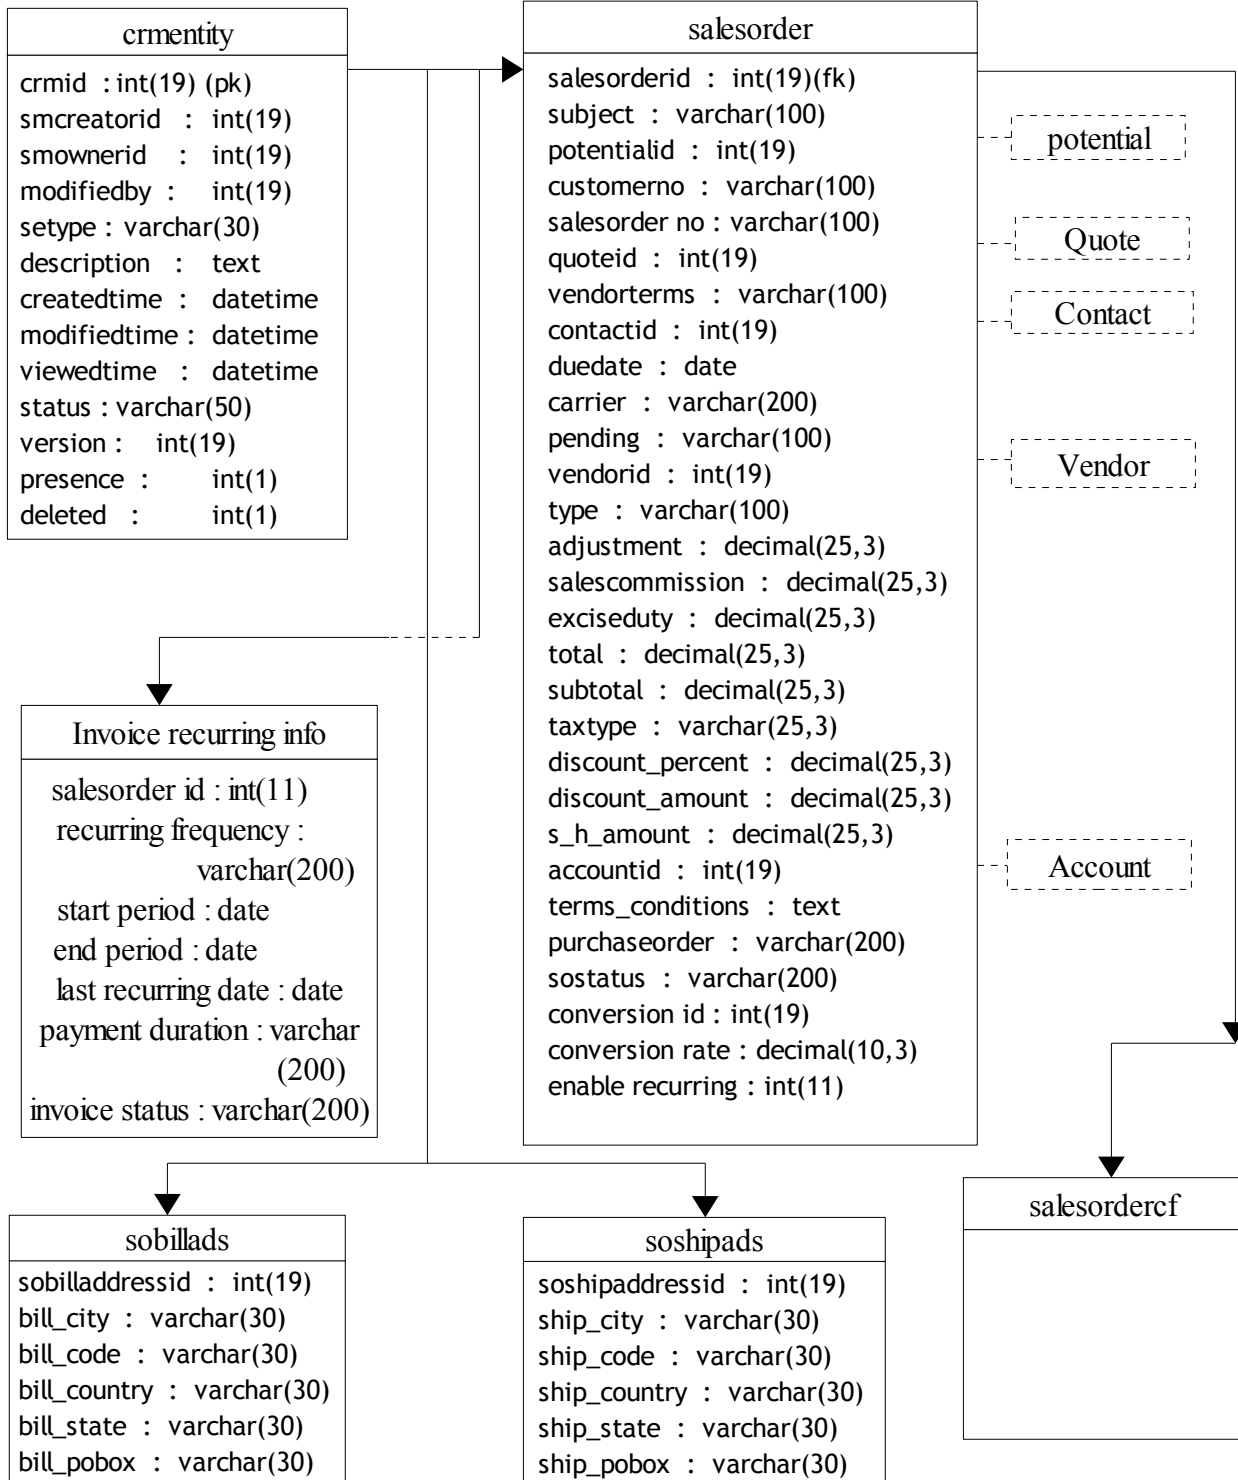 crmentity
crmid : int(19) (pk)
smcreatorid : int(19)
smownerid : int(19)
modifiedby : int(19)
setype : varchar(30)
description : text
createdtime : datetime
modifiedtime : datetime
viewedtime : datetime
status : varchar(50)
version : int(19)
presence : int(1)
deleted : int(1)
salesorder
salesorderid : int(19)(fk)
subject : varchar(100)
potentialid : int(19)
customerno : varchar(100)
salesorder no : varchar(100)
quoteid : int(19)
vendorterms : varchar(100)
contactid : int(19)
duedate : date
carrier : varchar(200)
pending : varchar(100)
vendorid : int(19)
type : varchar(100)
adjustment : decimal(25,3)
salescommission : decimal(25,3)
exciseduty : decimal(25,3)
total : decimal(25,3)
subtotal : decimal(25,3)
taxtype : varchar(25,3)
discount_percent : decimal(25,3)
discount_amount : decimal(25,3)
s_h_amount : decimal(25,3)
accountid : int(19)
terms_conditions : text
purchaseorder : varchar(200)
sostatus : varchar(200)
conversion id : int(19)
conversion rate : decimal(10,3)
enable recurring : int(11)
potential
Quote
Contact
Vendor
Account
Invoice recurring info
salesorder id : int(11)
recurring frequency :
varchar(200)
start period : date
end period : date
last recurring date : date
payment duration : varchar
(200)
invoice status : varchar(200)
sobillads
sobilladdressid : int(19)
bill_city : varchar(30)
bill_code : varchar(30)
bill_country : varchar(30)
bill_state : varchar(30)
bill_pobox : varchar(30)
soshipads
soshipaddressid : int(19)
ship_city : varchar(30)
ship_code : varchar(30)
ship_country : varchar(30)
ship_state : varchar(30)
ship_pobox : varchar(30)
salesordercf